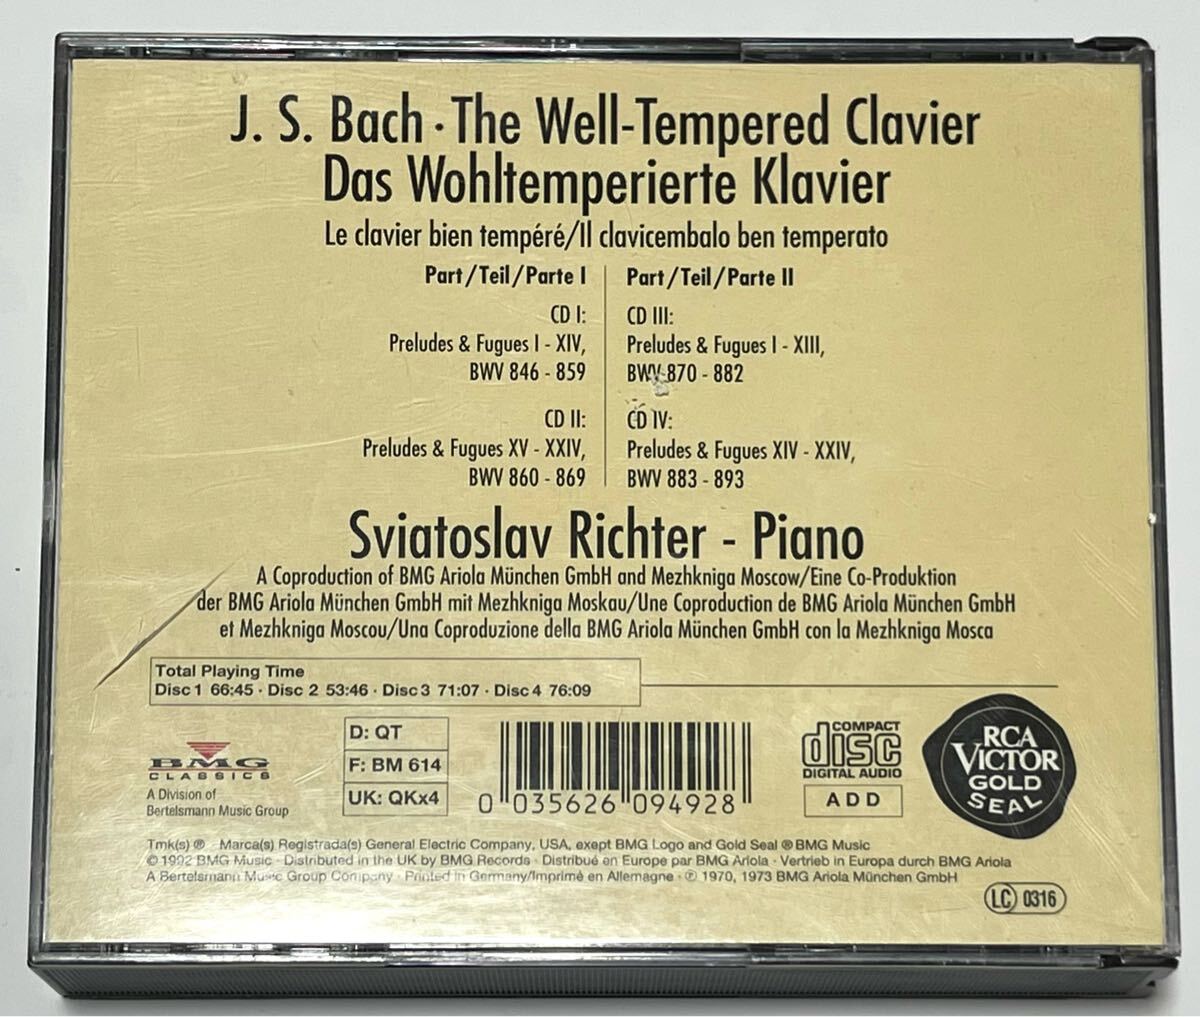 J. S. Bach · The Well-Tempered Clavier
Das Wohltemperierte Klavier
Le clavier bien tempéré/Il clavicembalo ben temperato
Part/Teil/Parte I
CD I:
Preludes & Fugues I - XIV,
BWV 846 - 859
CD II:
Preludes & Fugues XV - XXIV,
BWV 860 - 869
Part/Teil/Parte II
CD III:
Preludes & Fugues I - XIII,
BWV 870 - 882
CD IV:
Preludes & Fugues XIV - XXIV,
BWV 883 - 893
Sviatoslav Richter - Piano
A Coproduction of BMG Ariola München GmbH and Mezhkniga Moscow/Eine Co-Produktion
der BMG Ariola München GmbH mit Mezhkniga Moskau/Une Coproduction de BMG Ariola München GmbH
et Mezhkniga Moscou/Una Coproduzione della BMG Ariola München GmbH con la Mezhkniga Mosca
Total Playing Time
Disc 1 66:45 · Disc 2 53:46 · Disc 3 71:07 · Disc 4 76:09
BMG
CLASSICS
A Division of
Bertelsmann Music Group
D: QT
F: BM 614
UK: QKx4
0 035626 094928
COMPACT
disc
DIGITAL AUDIO
ADD
RCA
VICTOR
GOLD
SEAL
Tmk(s) ® Marca(s) Registrada(s) General Electric Company, USA, exept BMG Logo and Gold Seal ® BMG Music
© 1992 BMG Music · Distributed in the UK by BMG Records · Distribué en Europe par BMG Ariola · Vertrieb in Europa durch BMG Ariola
A Bertelsmann Music Group Company · Printed in Germany/Imprimé en Allemagne · ℗ 1970, 1973 BMG Ariola München GmbH
LC 0316